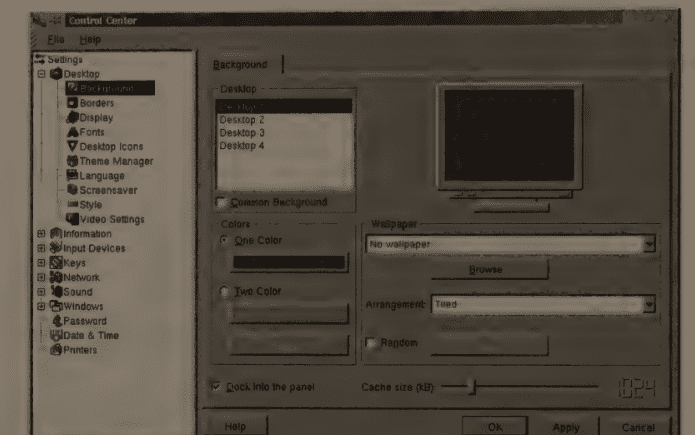 Control Center
File Help
Settings
Desktop
Background
Borders
Display
Fonts
Desktop Icons
Theme Manager
Language
Screensaver
Style
Video Settings
Information
Input Devices
Keys
Network
Sound
Windows
Password
Date & Time
Printers
Background
Desktop
Desktop 1
Desktop 2
Desktop 3
Desktop 4
Common Background
Colors
One Color
Two Color
Wallpaper
No wallpaper
Browse
Arrangement: Tiled
Random
Dock into the panel
Cache size (kB)
1024
Help
Ok
Apply
Cancel